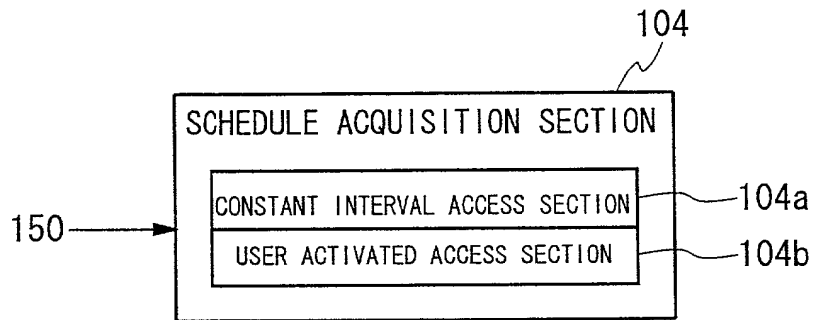 104
SCHEDULE ACQUISITION SECTION
CONSTANT INTERVAL ACCESS SECTION
104a
150
USER ACTIVATED ACCESS SECTION
104b